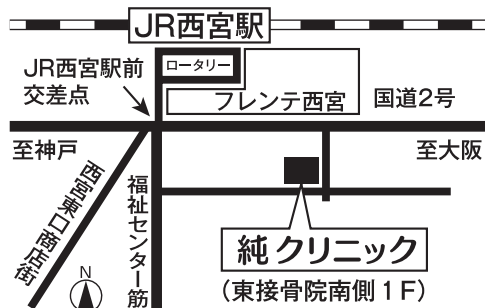 JR西宮駅
ロータリー
JR西宮駅前
交差点
フレンテ西宮
国道2号
至神戸
至大阪
西宮東口商店街
福祉センター筋
純クリニック
(東接骨院南側1F)
N